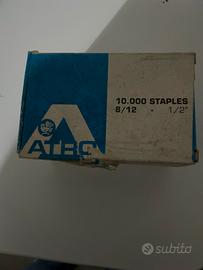 10.000 STAPLES
8/12 - 1/2"
ATRO
subito